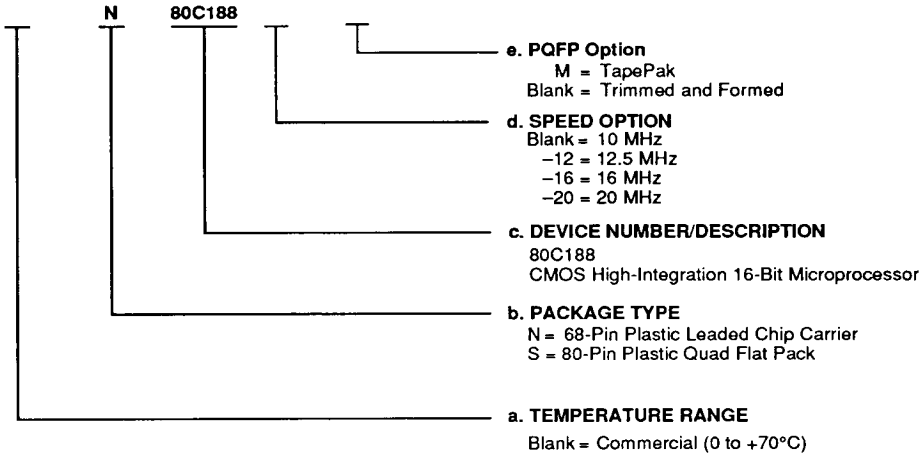 N 80C188
e. PQFP Option
M = TapePak
Blank = Trimmed and Formed
d. SPEED OPTION
Blank = 10 MHz
–12 = 12.5 MHz
–16 = 16 MHz
–20 = 20 MHz
c. DEVICE NUMBER/DESCRIPTION
80C188
CMOS High-Integration 16-Bit Microprocessor
b. PACKAGE TYPE
N = 68-Pin Plastic Leaded Chip Carrier
S = 80-Pin Plastic Quad Flat Pack
a. TEMPERATURE RANGE
Blank = Commercial (0 to +70°C)